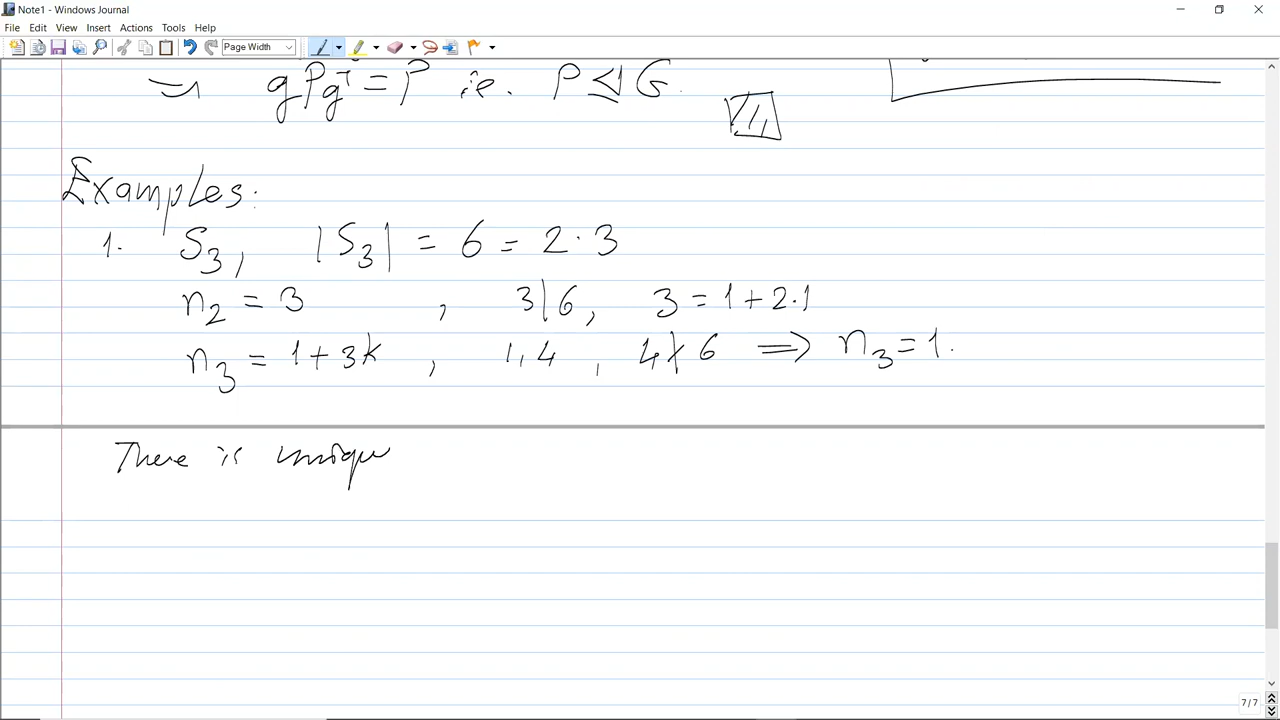 Note1 - Windows Journal
File Edit View Insert Actions Tools Help
Page Width
⇒ gPg⁻¹ = P i.e. P ⊴ G.
Examples:
1. S₃, |S₃| = 6 = 2·3
n₂ = 3 , 3|6, 3 = 1+2·1
n₃ = 1+3k , 1,4 , 4∤6 ⟹ n₃=1.
There is unique
7/7